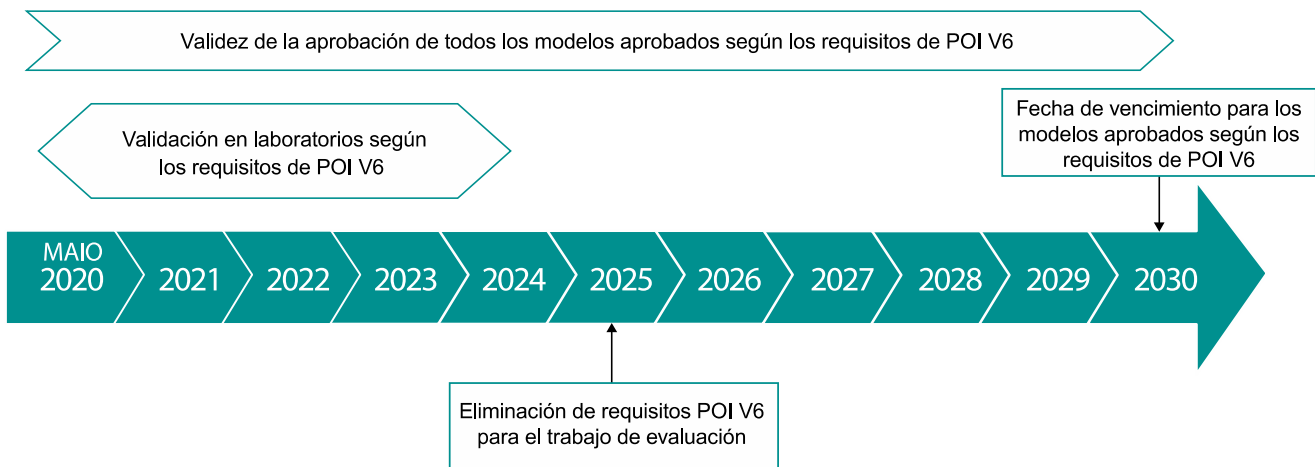 Validez de la aprobación de todos los modelos aprobados según los requisitos de POI V6
Validación en laboratorios según
los requisitos de POI V6
Fecha de vencimiento para los
modelos aprobados según los
requisitos de POI V6
MAIO
2020
2021
2022
2023
2024
2025
2026
2027
2028
2029
2030
Eliminación de requisitos POI V6
para el trabajo de evaluación